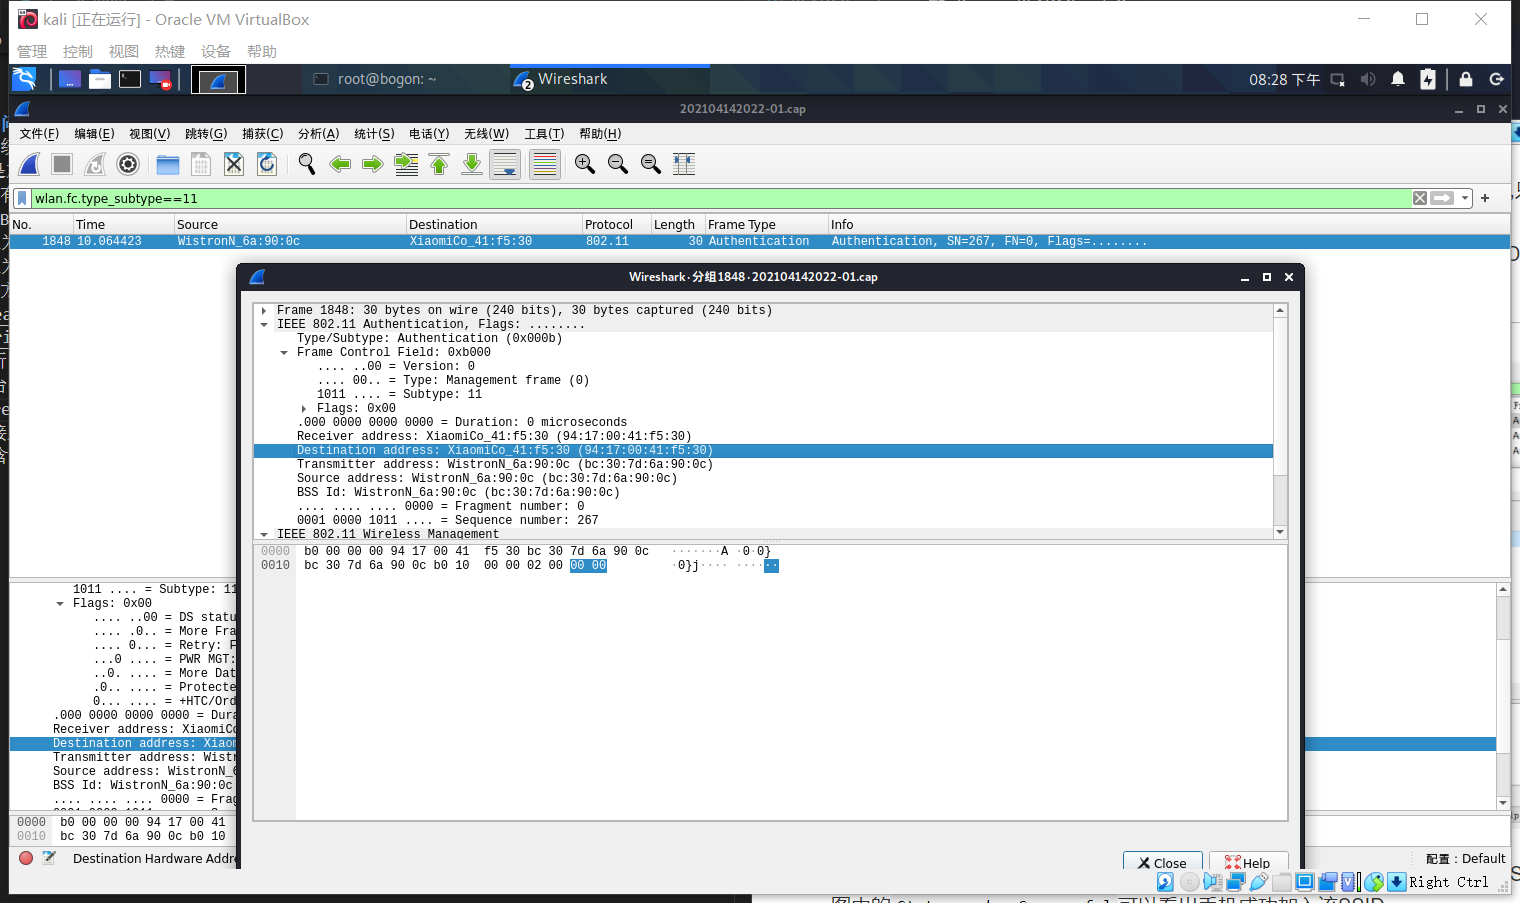 kali [正在运行] - Oracle VM VirtualBox
管理 控制 视图 热键 设备 帮助
root@bogon: ~
2 Wireshark
08:28 下午
202104142022-01.cap
文件(F) 编辑(E) 视图(V) 跳转(G) 捕获(C) 分析(A) 统计(S) 电话(Y) 无线(W) 工具(T) 帮助(H)
wlan.fc.type_subtype==11
No. Time Source Destination Protocol Length Frame Type Info
1848 10.064423 WistronN_6a:90:0c XiaomiCo_41:f5:30 802.11 30 Authentication Authentication, SN=267, FN=0, Flags=........
Wireshark · 分组1848 · 202104142022-01.cap
Frame 1848: 30 bytes on wire (240 bits), 30 bytes captured (240 bits)
IEEE 802.11 Authentication, Flags: ........
Type/Subtype: Authentication (0x000b)
Frame Control Field: 0xb000
.... ..00 = Version: 0
.... 00.. = Type: Management frame (0)
1011 .... = Subtype: 11
Flags: 0x00
.000 0000 0000 0000 = Duration: 0 microseconds
Receiver address: XiaomiCo_41:f5:30 (94:17:00:41:f5:30)
Destination address: XiaomiCo_41:f5:30 (94:17:00:41:f5:30)
Transmitter address: WistronN_6a:90:0c (bc:30:7d:6a:90:0c)
Source address: WistronN_6a:90:0c (bc:30:7d:6a:90:0c)
BSS Id: WistronN_6a:90:0c (bc:30:7d:6a:90:0c)
.... .... .... 0000 = Fragment number: 0
0001 0000 1011 .... = Sequence number: 267
IEEE 802.11 Wireless Management
0000 b0 00 00 00 94 17 00 41 f5 30 bc 30 7d 6a 90 0c ·······A ·0·0}
0010 bc 30 7d 6a 90 0c b0 10 00 00 02 00 00 00 ·0}j···· ······
Close Help
1011 .... = Subtype: 11
Flags: 0x00
.... ..00 = DS statu
.... .0.. = More Fra
.... 0... = Retry: F
...0 .... = PWR MGT:
..0. .... = More Dat
.0.. .... = Protecte
0... .... = +HTC/Ord
.000 0000 0000 0000 = Dura
Receiver address: XiaomiCo
Destination address: Xiaom
Transmitter address: Wistr
Source address: WistronN_6
BSS Id: WistronN_6a:90:0c
.... .... .... 0000 = Frag
0000 b0 00 00 00 94 17 00 41
0010 bc 30 7d 6a 90 0c b0 10
Destination Hardware Addre
配置：Default
Right Ctrl